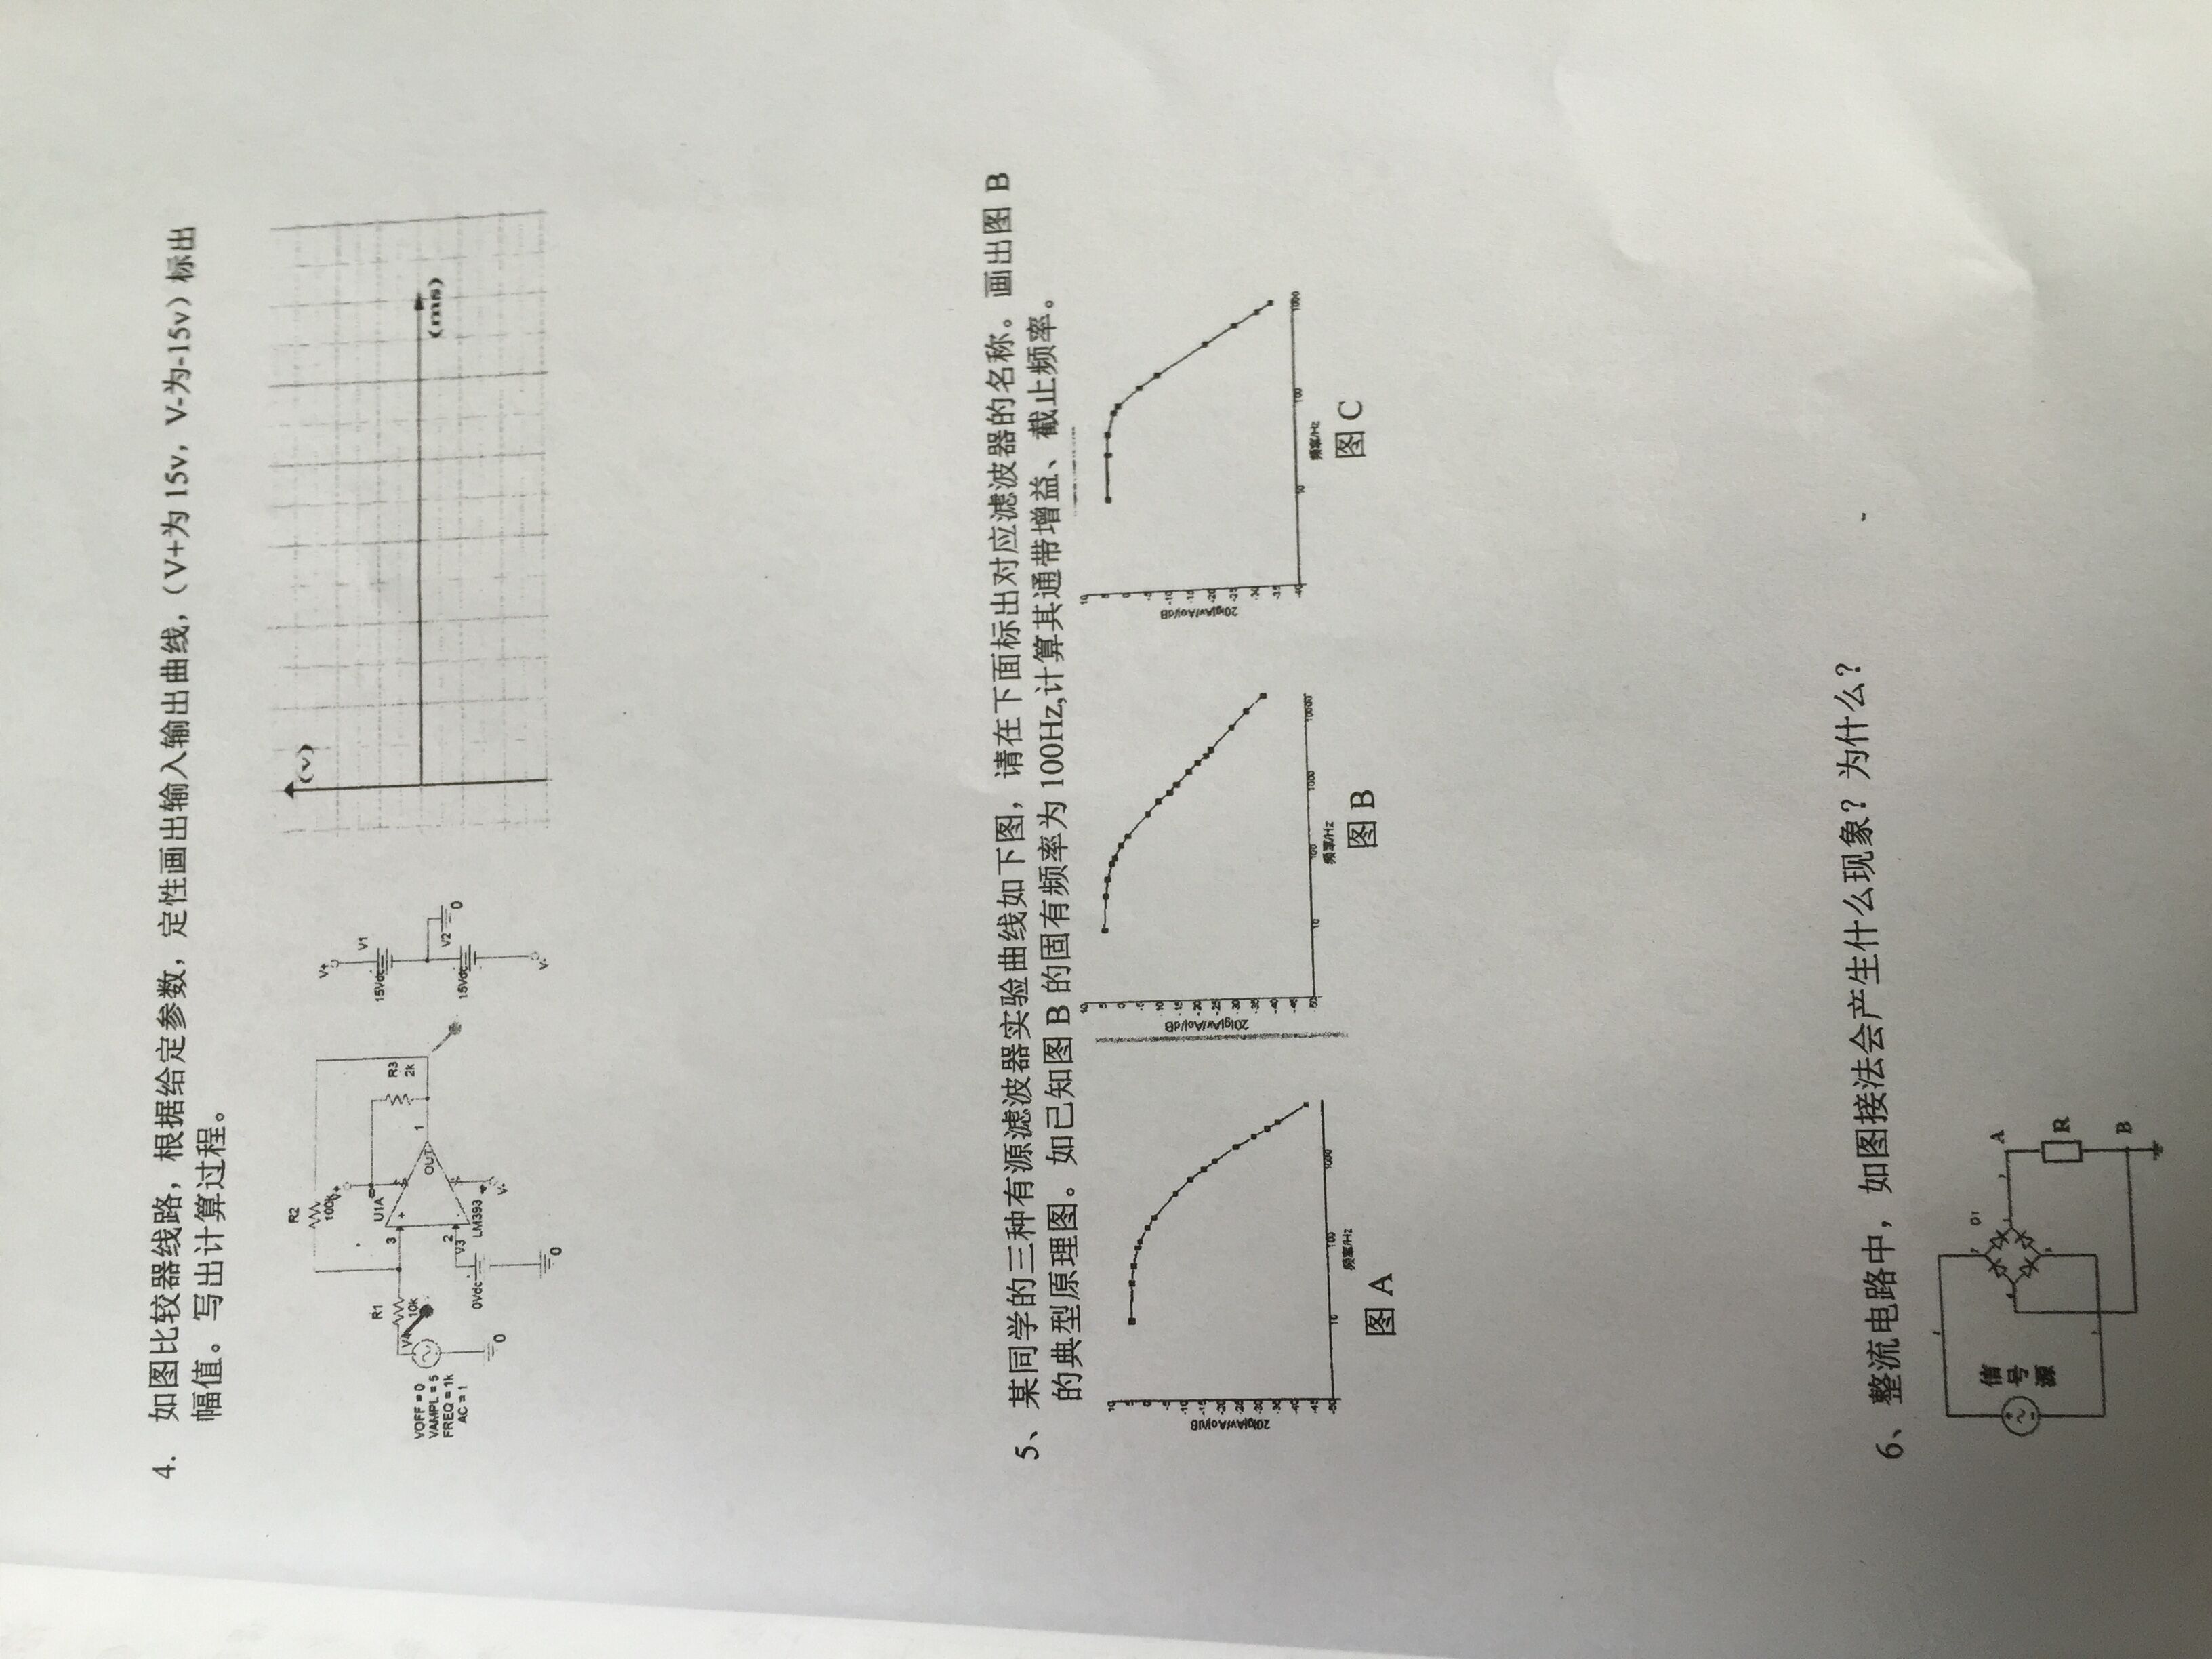 4. 如图比较器线路，根据给定参数，定性画出输入输出曲线，（V+为 15v，V-为-15v）标出
幅值。写出计算过程。
R2
100k
V+
R1
10k
V4
VOFF = 0
VAMPL = 5
FREQ = 1k
AC = 1
0
3
U1A
8
+
OUT
1
2
-
V3
0Vdc
LM393
4
V-
0
R3
2k
V+
V1
15Vdc
V2
15Vdc
0
V-
(v)
(ms)
5、某同学的三种有源滤波器实验曲线如下图，请在下面标出对应滤波器的名称。画出图 B
的典型原理图。如已知图 B 的固有频率为 100Hz,计算其通带增益、截止频率。
10
20lg|Av/Ao|/dB
-50
10
100
1000
频率/Hz
图 A
10
20lg|Av/Ao|/dB
10
100
1000
10000
频率/Hz
图 B
10
20lg|Av/Ao|/dB
-40
10
100
1000
频率/Hz
图 C
6、整流电路中，如图接法会产生什么现象？为什么？
信号源
D1
A
R
B